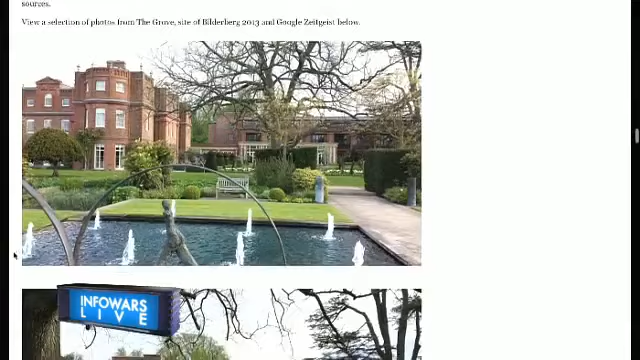 sources.
View a selection of photos from The Grove, site of Bilderberg 2013 and Google Zeitgeist below.
INFOWARS
LIVE